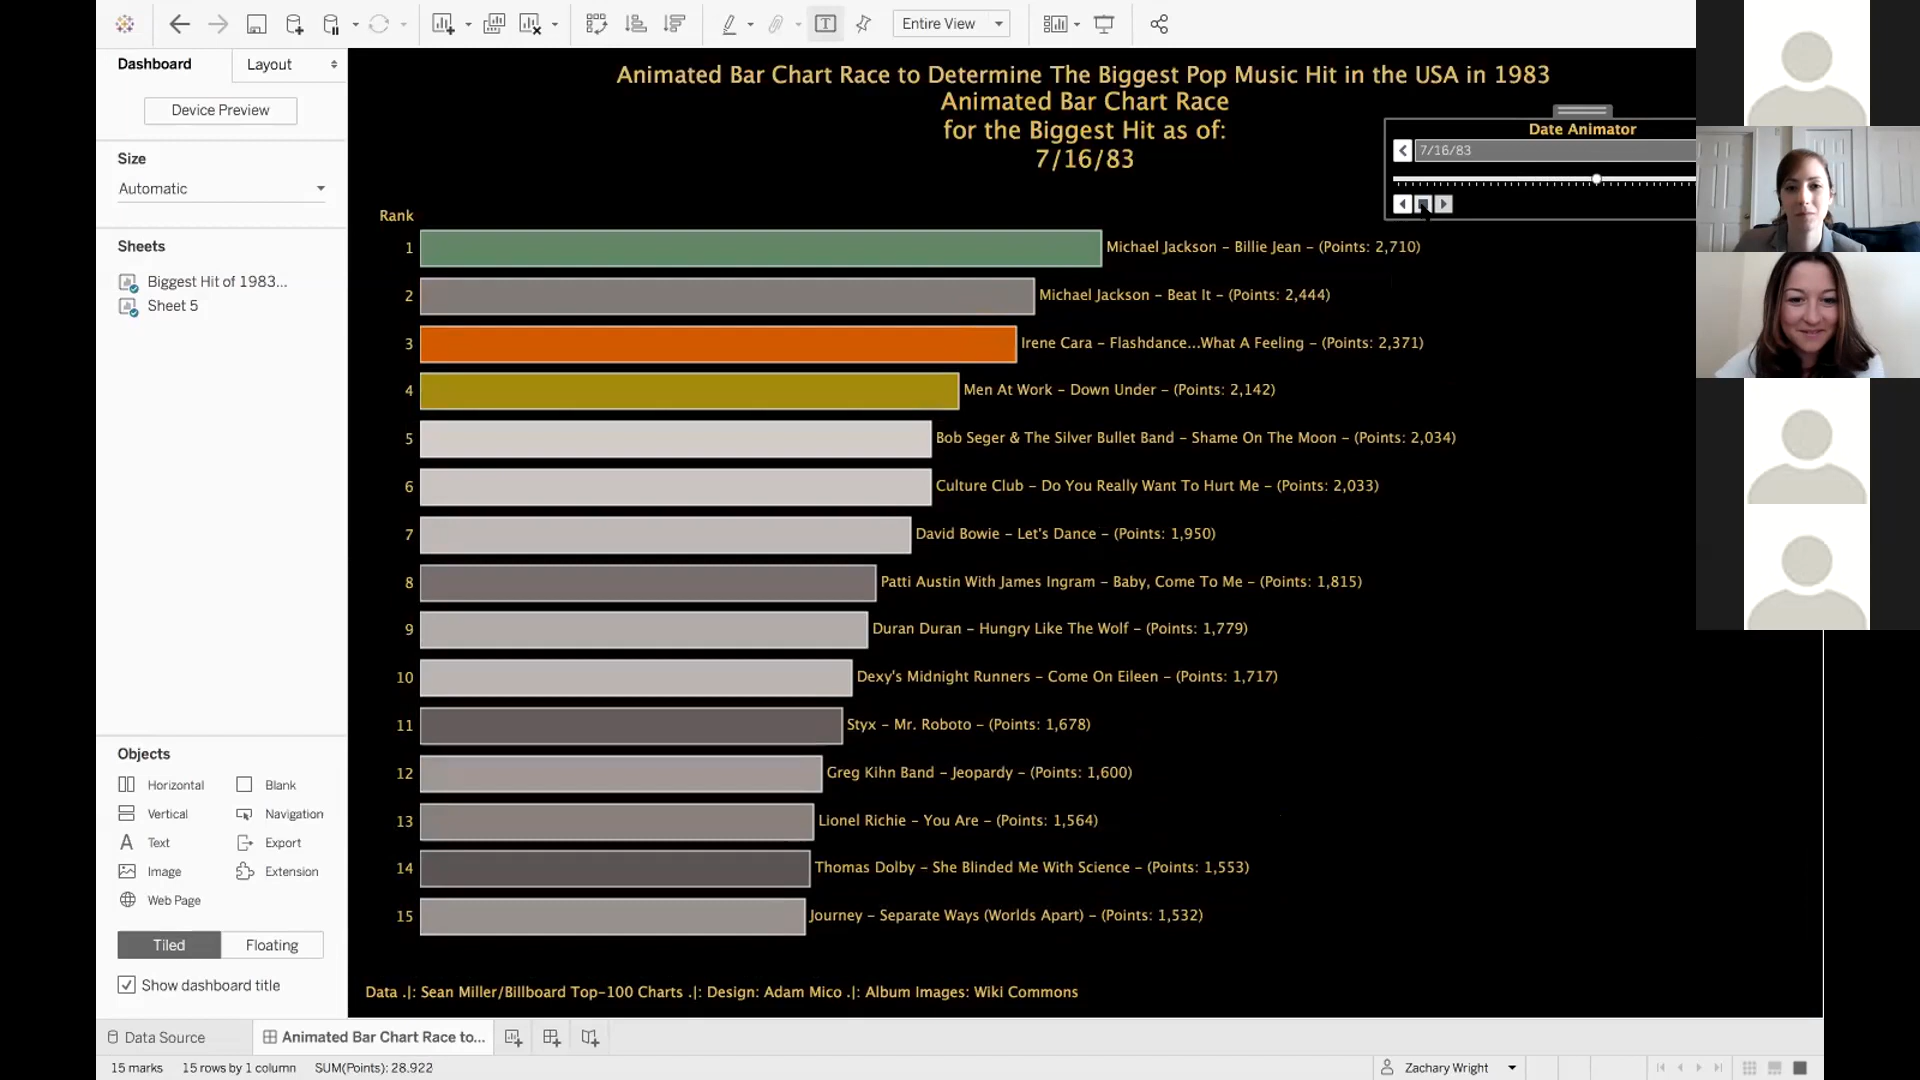 Entire View
Dashboard
Layout
Device Preview
Size
Automatic
Sheets
Biggest Hit of 1983...
Sheet 5
Animated Bar Chart Race to Determine The Biggest Pop Music Hit in the USA in 1983
Animated Bar Chart Race
for the Biggest Hit as of:
7/16/83
Date Animator
7/16/83
Rank
1 Michael Jackson - Billie Jean - (Points: 2,710)
2 Michael Jackson - Beat It - (Points: 2,444)
3 Irene Cara - Flashdance...What A Feeling - (Points: 2,371)
4 Men At Work - Down Under - (Points: 2,142)
5 Bob Seger & The Silver Bullet Band - Shame On The Moon - (Points: 2,034)
6 Culture Club - Do You Really Want To Hurt Me - (Points: 2,033)
7 David Bowie - Let's Dance - (Points: 1,950)
8 Patti Austin With James Ingram - Baby, Come To Me - (Points: 1,815)
9 Duran Duran - Hungry Like The Wolf - (Points: 1,779)
10 Dexy's Midnight Runners - Come On Eileen - (Points: 1,717)
11 Styx - Mr. Roboto - (Points: 1,678)
12 Greg Kihn Band - Jeopardy - (Points: 1,600)
13 Lionel Richie - You Are - (Points: 1,564)
14 Thomas Dolby - She Blinded Me With Science - (Points: 1,553)
15 Journey - Separate Ways (Worlds Apart) - (Points: 1,532)
Data .|: Sean Miller/Billboard Top-100 Charts .|: Design: Adam Mico .|: Album Images: Wiki Commons
Objects
Horizontal Blank
Vertical Navigation
Text Export
Image Extension
Web Page
Tiled Floating
Show dashboard title
Data Source
Animated Bar Chart Race to...
15 marks 15 rows by 1 column SUM(Points): 28.922
Zachary Wright